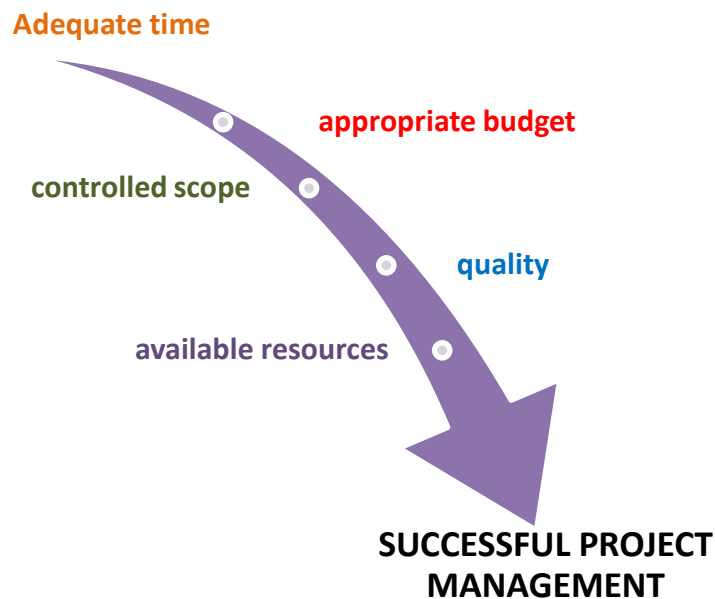 Adequate time
appropriate budget
controlled scope
quality
available resources
SUCCESSFUL PROJECT
MANAGEMENT